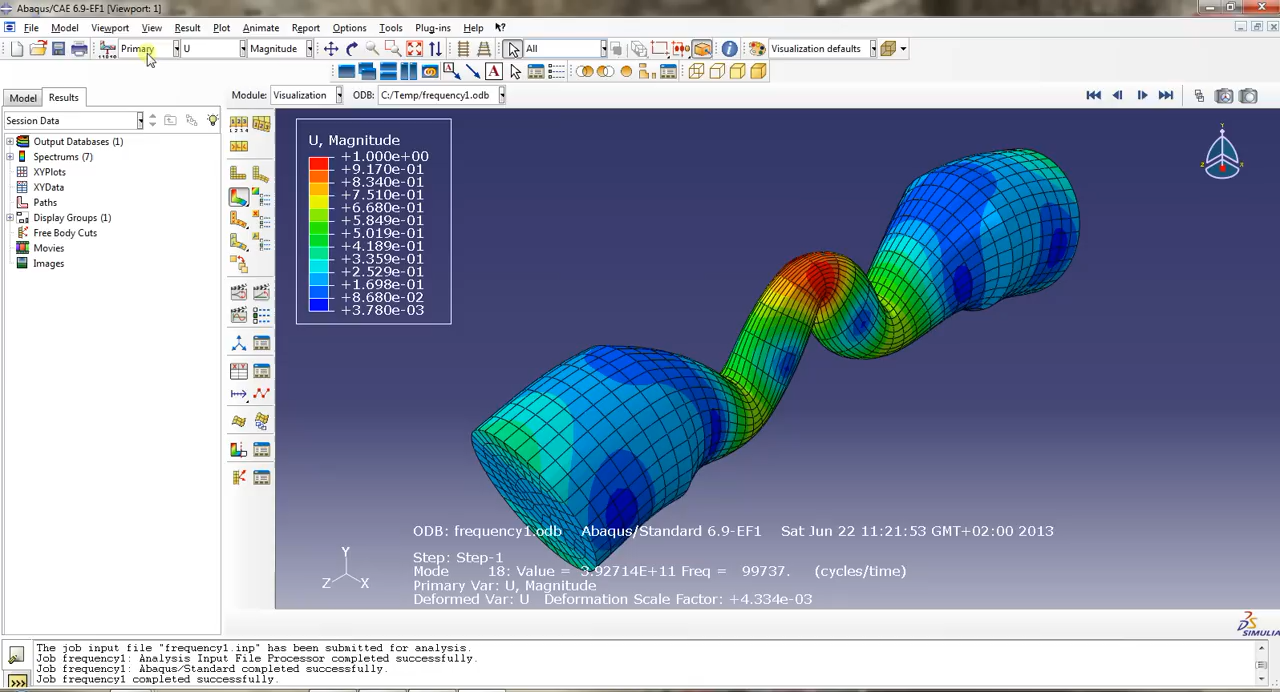 Abaqus/CAE 6.9-EF1 [Viewport: 1]
File Model Viewport View Result Plot Animate Report Options Tools Plug-ins Help
Primary U Magnitude All Visualization defaults
Module: Visualization ODB: C:/Temp/frequency1.odb
Model Results
Session Data
Output Databases (1)
Spectrums (7)
XYPlots
XYData
Paths
Display Groups (1)
Free Body Cuts
Movies
Images
U, Magnitude
+1.000e+00
+9.170e-01
+8.340e-01
+7.510e-01
+6.680e-01
+5.849e-01
+5.019e-01
+4.189e-01
+3.359e-01
+2.529e-01
+1.698e-01
+8.680e-02
+3.780e-03
Y
Z X
ODB: frequency1.odb Abaqus/Standard 6.9-EF1 Sat Jun 22 11:21:53 GMT+02:00 2013
Step: Step-1
Mode 18: Value = 3.92714E+11 Freq = 99737. (cycles/time)
Primary Var: U, Magnitude
Deformed Var: U Deformation Scale Factor: +4.334e-03
SIMULIA
The job input file "frequency1.inp" has been submitted for analysis.
Job frequency1: Analysis Input File Processor completed successfully.
Job frequency1: Abaqus/Standard completed successfully.
Job frequency1 completed successfully.
>>>